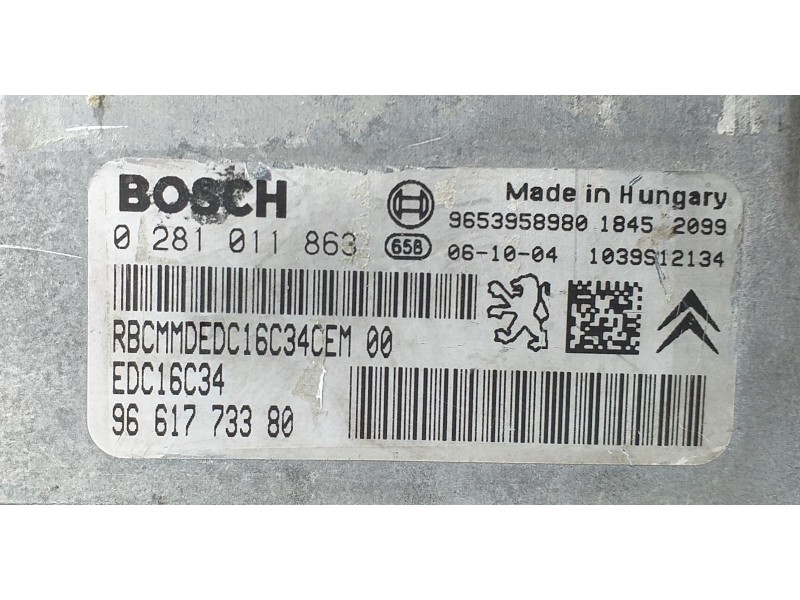 BOSCH
Made in Hungary
9653958980 1845 2099
0 281 011 863
658
06-10-04 1039S12134
RBCMMDEDC16C34CEM 00
EDC16C34
96 617 733 80